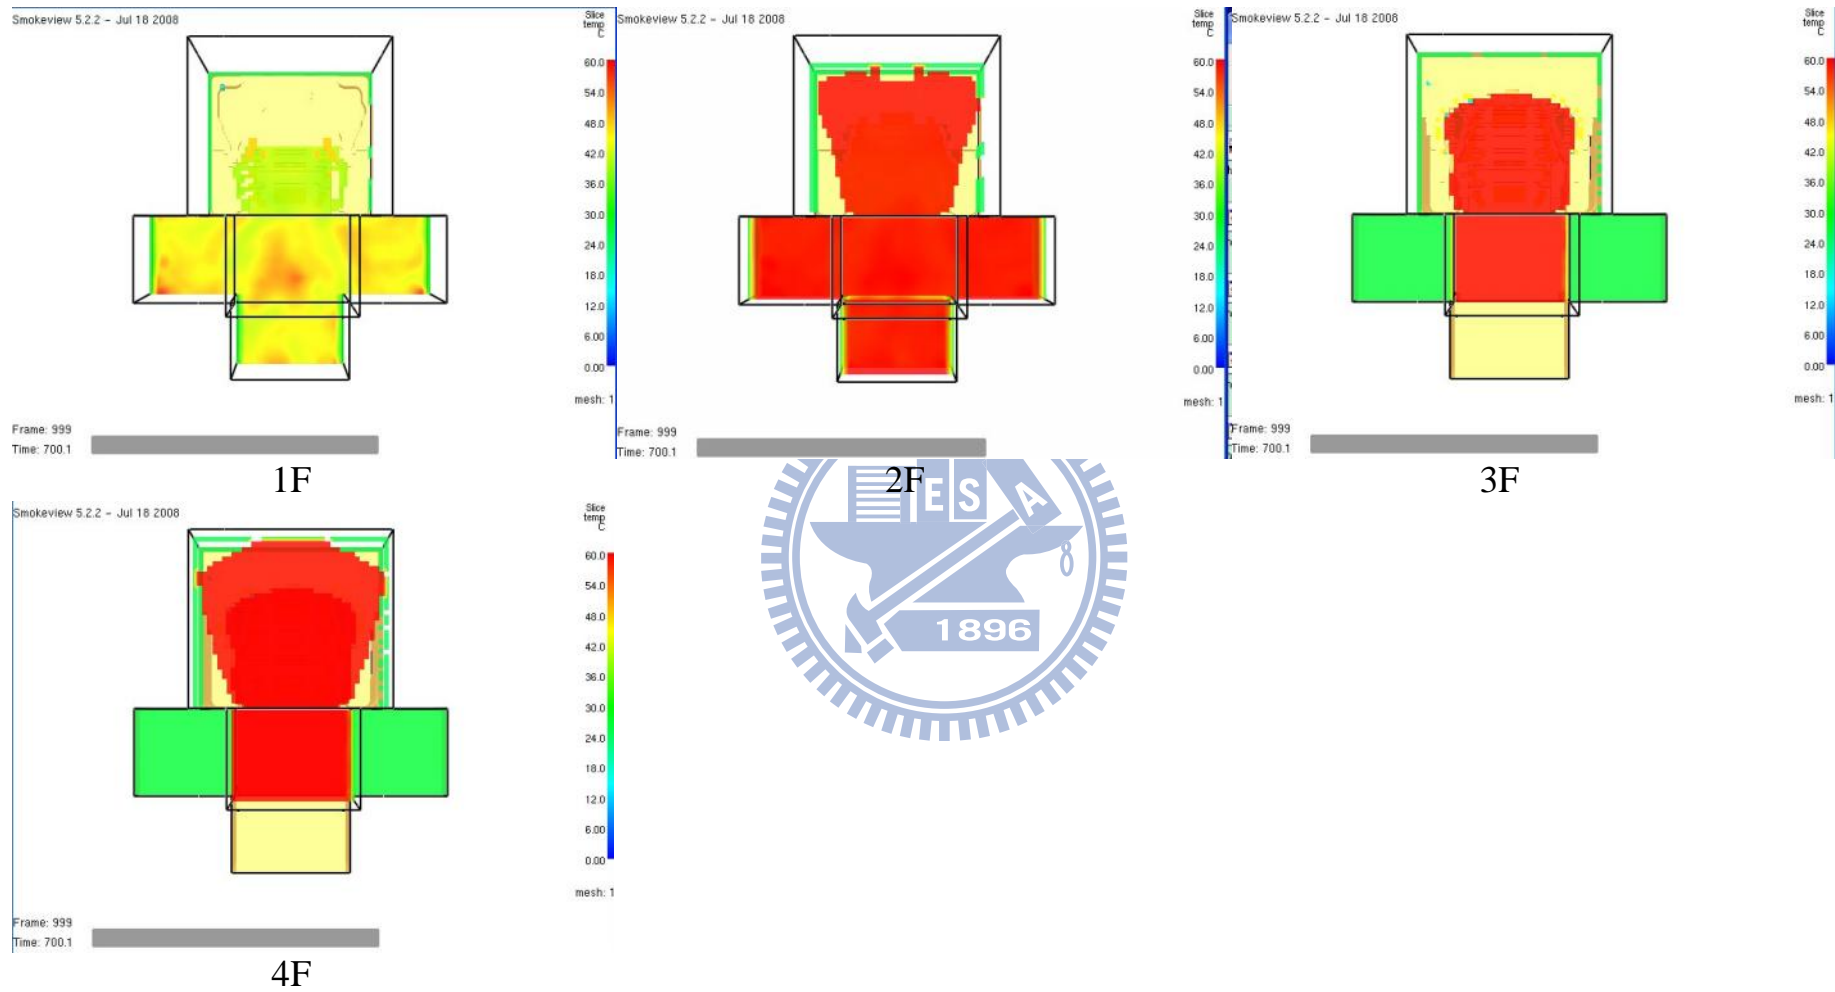 Smokeview 5.2.2 - Jul 18 2008
Slice
temp
C
60.0
54.0
48.0
42.0
36.0
30.0
24.0
18.0
12.0
6.00
0.00
mesh: 1
Frame: 999
Time: 700.1
1F
Smokeview 5.2.2 - Jul 18 2008
Slice
temp
C
60.0
54.0
48.0
42.0
36.0
30.0
24.0
18.0
12.0
6.00
0.00
mesh: 1
Frame: 999
Time: 700.1
2F
Smokeview 5.2.2 - Jul 18 2008
Slice
temp
C
60.0
54.0
48.0
42.0
36.0
30.0
24.0
18.0
12.0
6.00
0.00
mesh: 1
Frame: 999
Time: 700.1
3F
Smokeview 5.2.2 - Jul 18 2008
Slice
temp
C
60.0
54.0
48.0
42.0
36.0
30.0
24.0
18.0
12.0
6.00
0.00
mesh: 1
Frame: 999
Time: 700.1
4F
ESA
8
1896